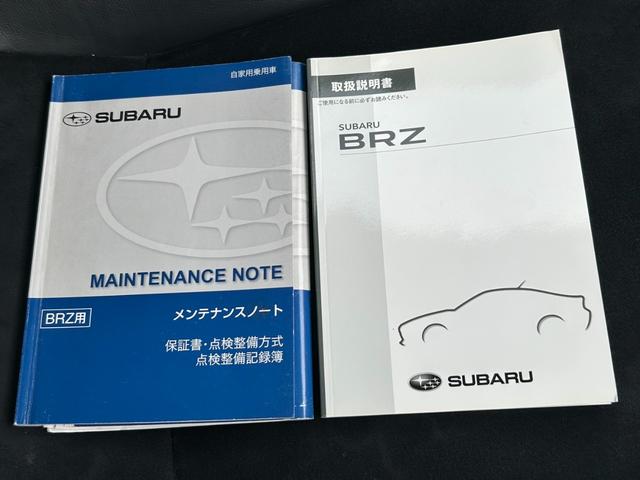 自家用乗用車
SUBARU
MAINTENANCE NOTE
BRZ用
メンテナンスノート
保証書・点検整備方式
点検整備記録簿
取扱説明書
ご使用になる前に必ずお読みください。
SUBARU
BRZ
SUBARU